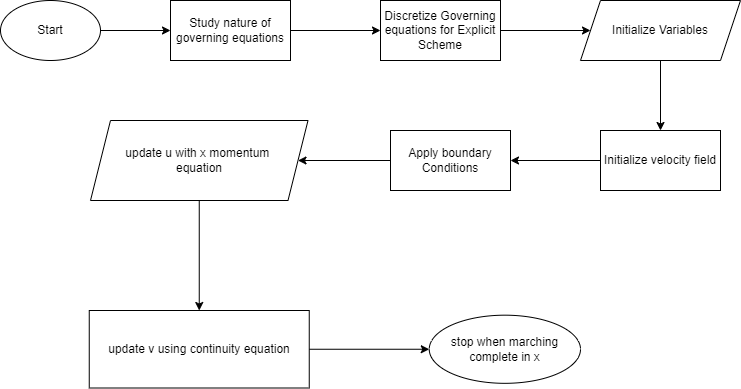 Start
Study nature of
governing equations
Discretize Governing
equations for Explicit
Scheme
Initialize Variables
Initialize velocity field
Apply boundary
Conditions
update u with x momentum
equation
update v using continuity equation
stop when marching
complete in x